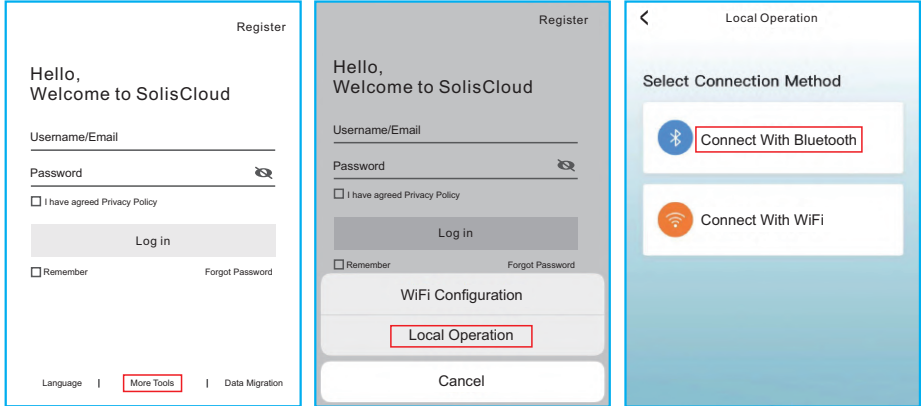 Register
Hello,
Welcome to SolisCloud
Username/Email
Password
I have agreed Privacy Policy
Log in
Remember Forgot Password
Language | More Tools | Data Migration
Register
Hello,
Welcome to SolisCloud
Username/Email
Password
I have agreed Privacy Policy
Log in
Remember Forgot Password
WiFi Configuration
Local Operation
Cancel
Local Operation
Select Connection Method
Connect With Bluetooth
Connect With WiFi